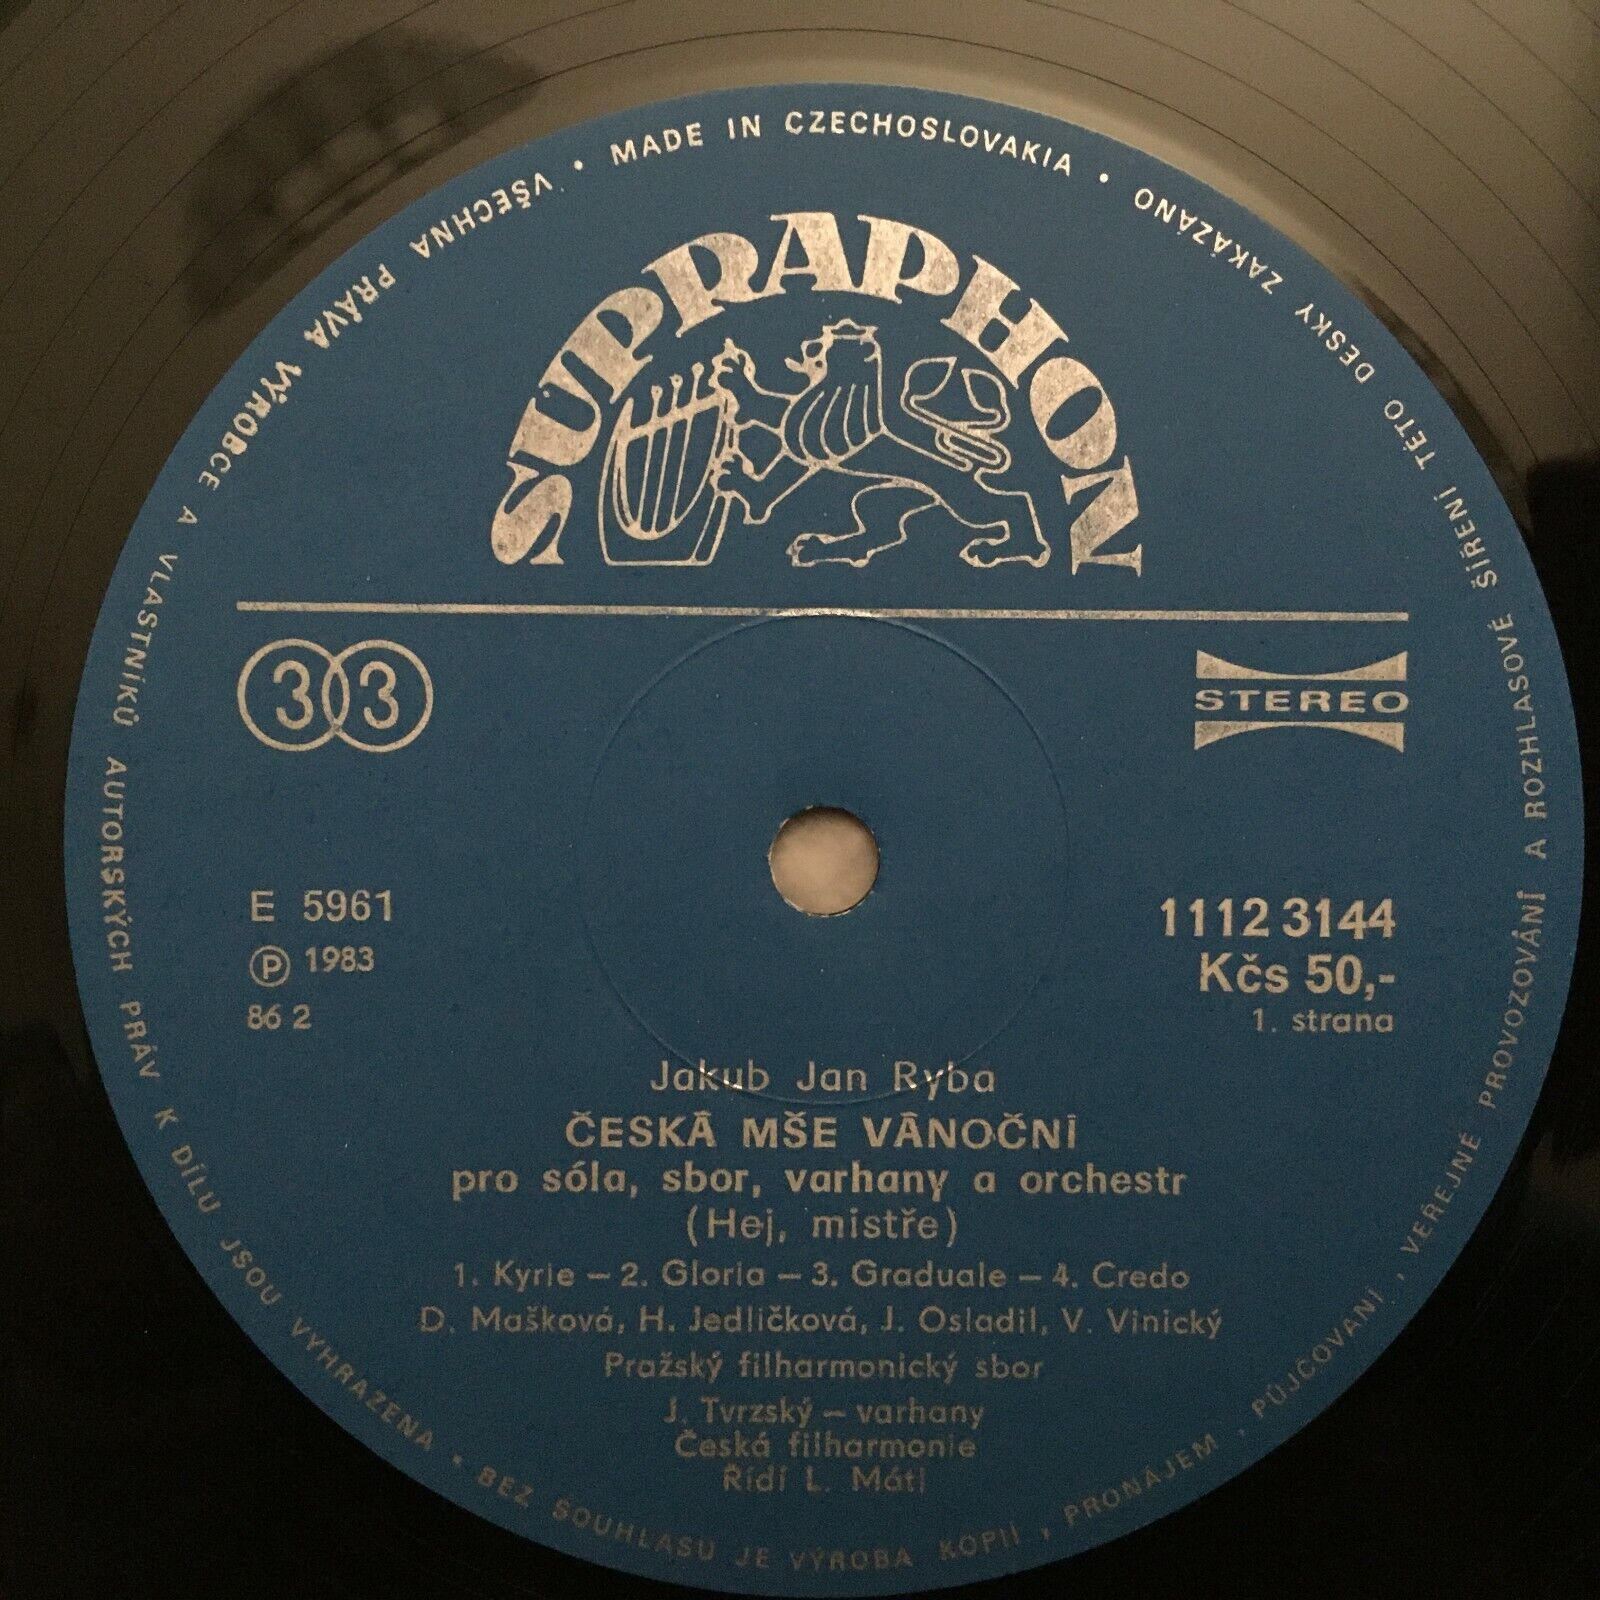 • MADE IN CZECHOSLOVAKIA •
VŠECHNA PRÁVA VÝROBCE A VLASTNÍKŮ AUTORSKÝCH PRÁV K DÍLU JSOU VYHRAZENA • BEZ SOUHLASU JE VÝROBA KOPIÍ, PRONÁJEM, PŮJČOVÁNÍ, VEŘEJNÉ PROVOZOVÁNÍ A ROZHLASOVÉ ŠÍŘENÍ TÉTO DESKY ZAKÁZÁNO
SUPRAPHON
33
STEREO
E 5961
Ⓟ 1983
86 2
1112 3144
Kčs 50,-
1. strana
Jakub Jan Ryba
ČESKÂ MŠE VÂNOČNÍ
pro sóla, sbor, varhany a orchestr
(Hej, mistře)
1. Kyrie – 2. Gloria – 3. Graduale – 4. Credo
D. Mašková, H. Jedličková, J. Osladil, V. Vinický
Pražský filharmonický sbor
J. Tvrzský – varhany
Česká filharmonie
Řídí L. Mátl